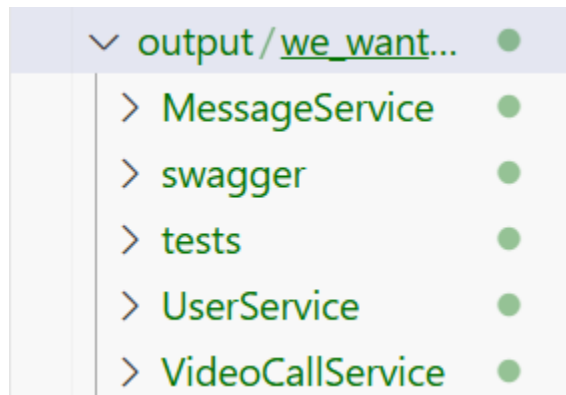 output/we_want...
MessageService
swagger
tests
UserService
VideoCallService